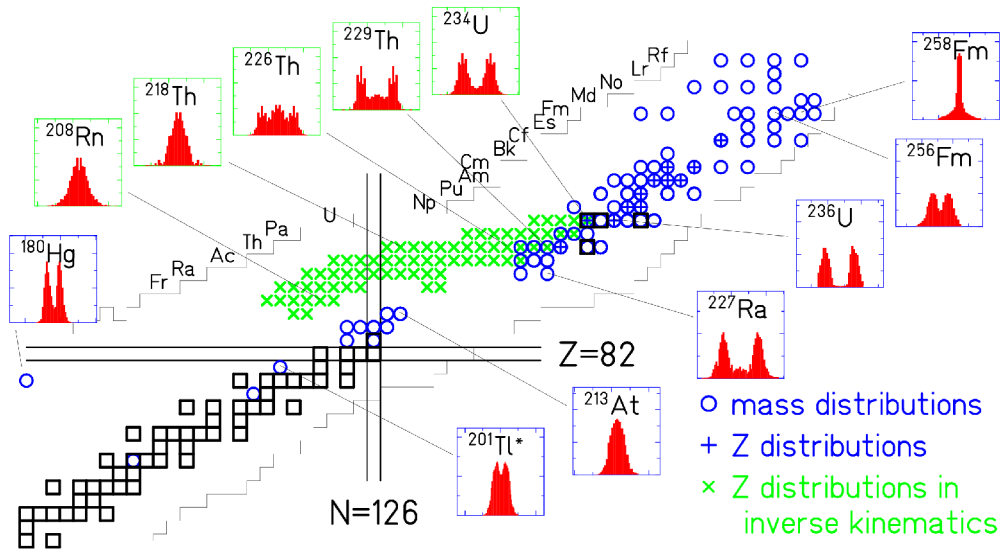 234U
229Th
226Th
218Th
208Rn
180Hg
258Fm
256Fm
236U
227Ra
213At
201Tl*
Rf
Lr
No
Md
Fm
Es
Cf
Bk
Cm
Am
Pu
Np
U
Pa
Th
Ac
Ra
Fr
Z=82
N=126
mass distributions
Z distributions
Z distributions in
inverse kinematics